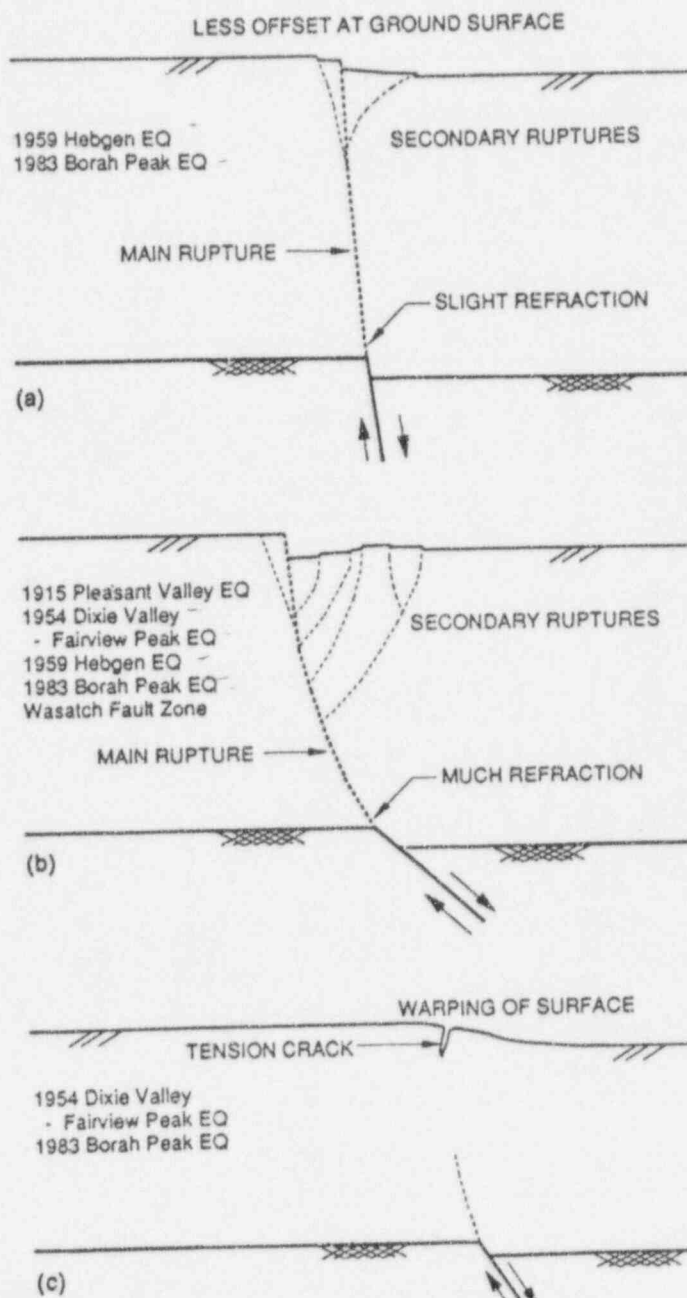 LESS OFFSET AT GROUND SURFACE
1959 Hebgen EQ
1983 Borah Peak EQ
SECONDARY RUPTURES
MAIN RUPTURE
SLIGHT REFRACTION
(a)
1915 Pleasant Valley EQ
1954 Dixie Valley
- Fairview Peak EQ
1959 Hebgen EQ
1983 Borah Peak EQ
Wasatch Fault Zone
SECONDARY RUPTURES
MAIN RUPTURE
MUCH REFRACTION
(b)
WARPING OF SURFACE
TENSION CRACK
1954 Dixie Valley
- Fairview Peak EQ
1983 Borah Peak EQ
(c)